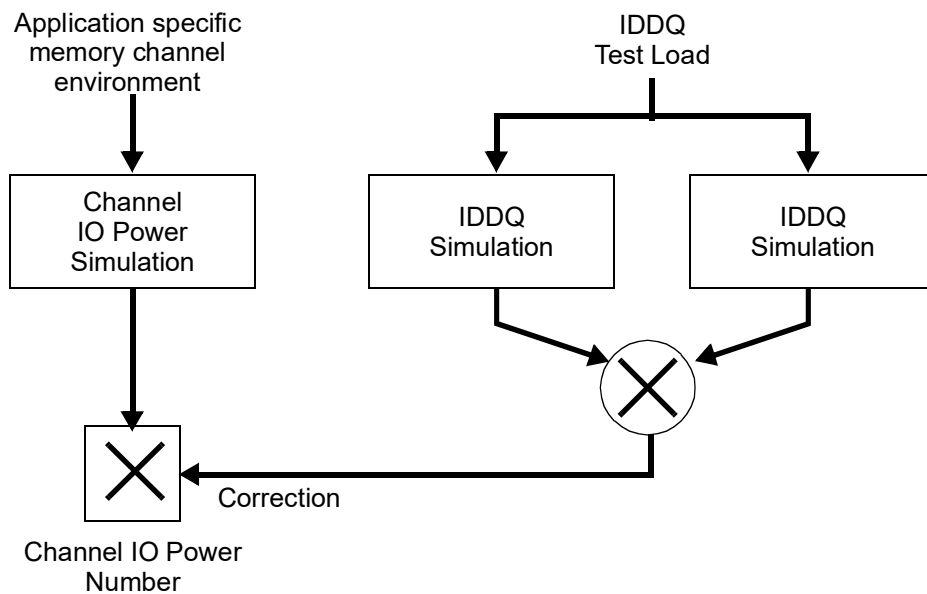 Application specific
memory channel
environment
IDDQ
Test Load
Channel
IO Power
Simulation
IDDQ
Simulation
IDDQ
Simulation
Correction
Channel IO Power
Number